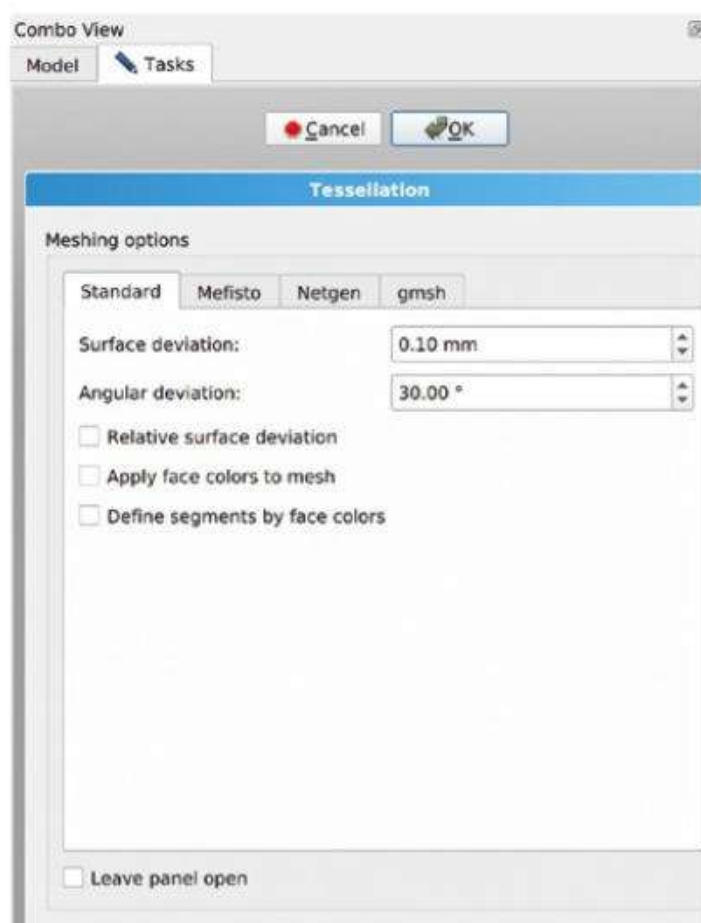 Combo View
Model Tasks
Cancel OK
Tessellation
Meshing options
Standard Mefisto Netgen gmsh
Surface deviation: 0.10 mm
Angular deviation: 30.00 °
Relative surface deviation
Apply face colors to mesh
Define segments by face colors
Leave panel open